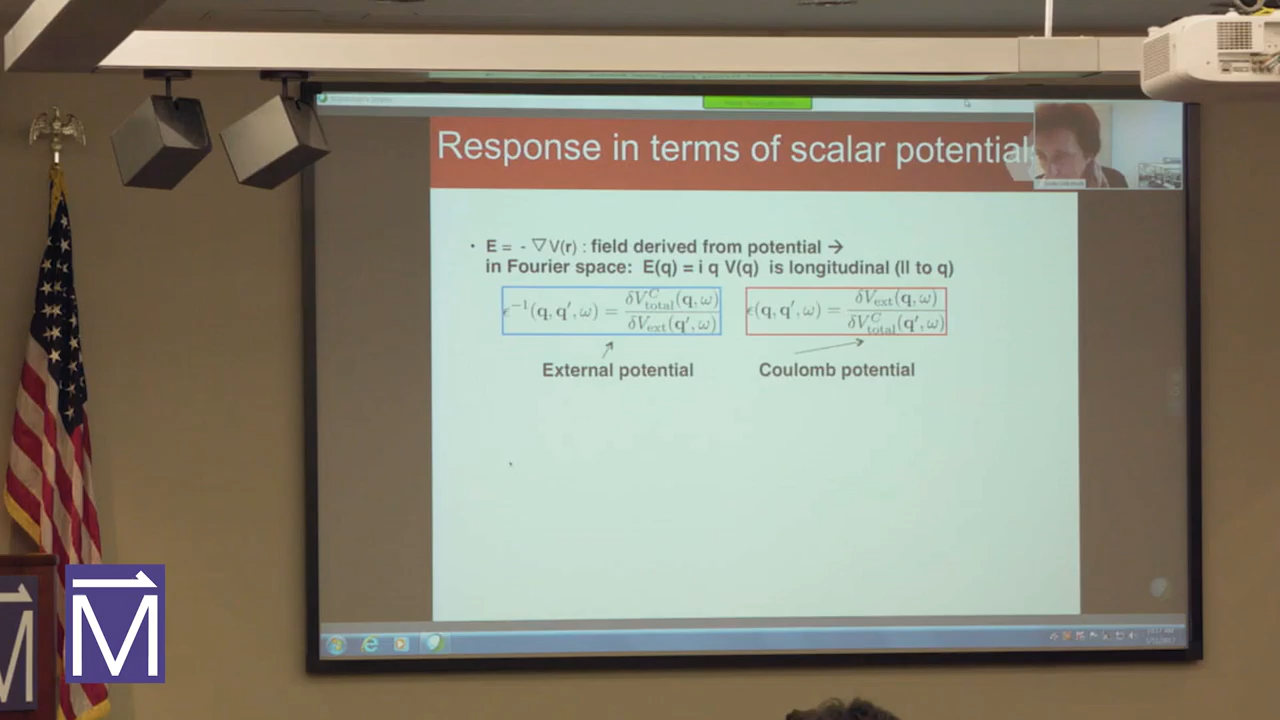 Response in terms of scalar potential
· E = - ▽V(r) : field derived from potential →
in Fourier space: E(q) = i q V(q) is longitudinal (ll to q)
ϵ⁻¹(q, q′, ω) = δV^C_total(q, ω) / δV_ext(q′, ω)
ϵ(q, q′, ω) = δV_ext(q, ω) / δV^C_total(q′, ω)
External potential
Coulomb potential
M
M